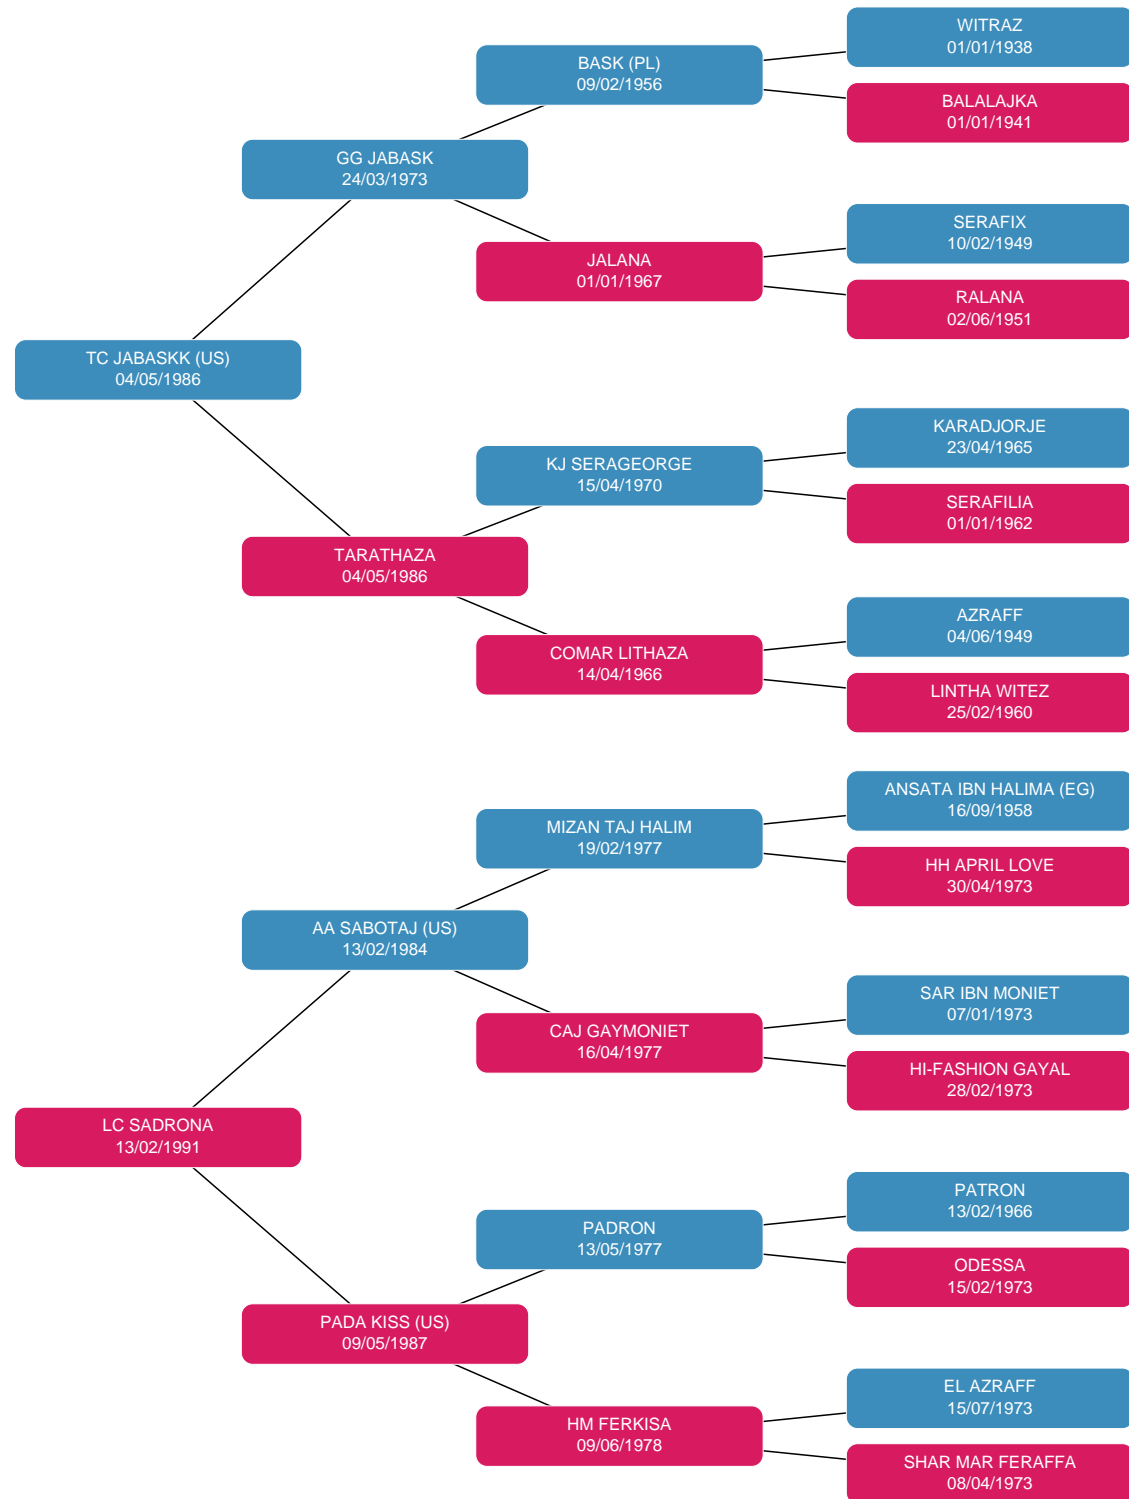 WITRAZ
01/01/1938
BASK (PL)
09/02/1956
BALALAJKA
01/01/1941
GG JABASK
24/03/1973
SERAFIX
10/02/1949
JALANA
01/01/1967
RALANA
02/06/1951
TC JABASKK (US)
04/05/1986
KARADJORJE
23/04/1965
KJ SERAGEORGE
15/04/1970
SERAFILIA
01/01/1962
TARATHAZA
04/05/1986
AZRAFF
04/06/1949
COMAR LITHAZA
14/04/1966
LINTHA WITEZ
25/02/1960
ANSATA IBN HALIMA (EG)
16/09/1958
MIZAN TAJ HALIM
19/02/1977
HH APRIL LOVE
30/04/1973
AA SABOTAJ (US)
13/02/1984
SAR IBN MONIET
07/01/1973
CAJ GAYMONIET
16/04/1977
HI-FASHION GAYAL
28/02/1973
LC SADRONA
13/02/1991
PATRON
13/02/1966
PADRON
13/05/1977
ODESSA
15/02/1973
PADA KISS (US)
09/05/1987
EL AZRAFF
15/07/1973
HM FERKISA
09/06/1978
SHAR MAR FERAFFA
08/04/1973